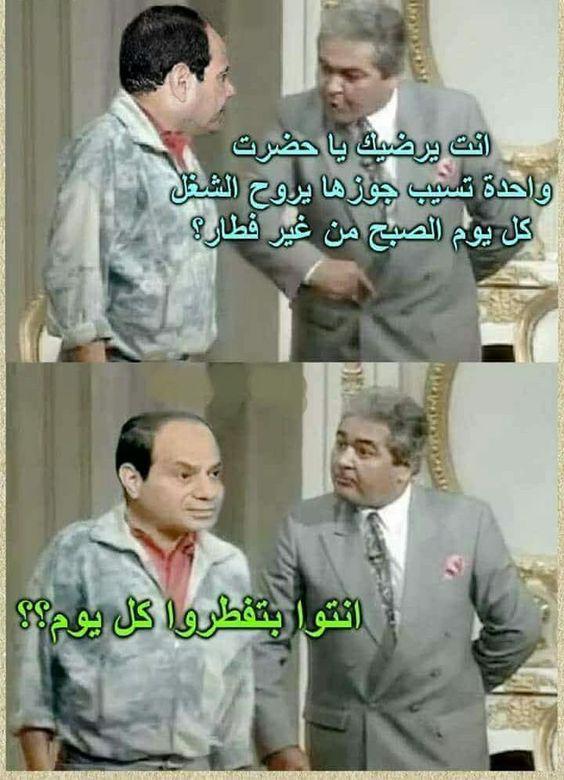 انت يرضيك يا حضرت
واحدة تسيب جوزها يروح الشغل
كل يوم الصبح من غير فطار؟
انتوا بتفطروا كل يوم؟؟